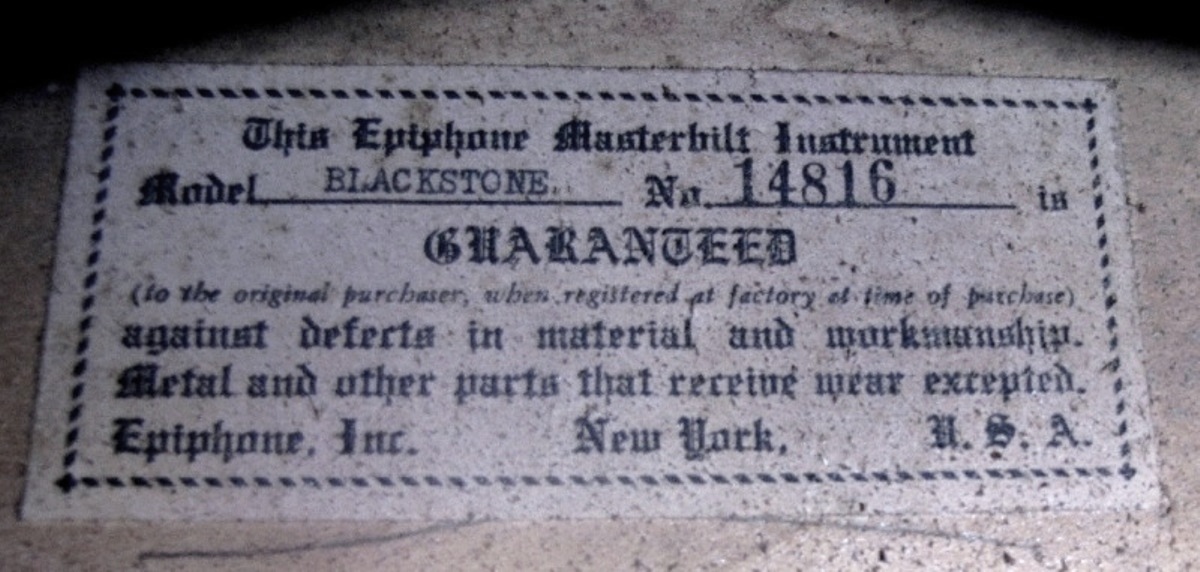 This Epiphone Masterbilt Instrument
Model BLACKSTONE. No. 14816 is
GUARANTEED
(to the original purchaser, when registered at factory at time of purchase)
against defects in material and workmanship.
Metal and other parts that receive wear excepted.
Epiphone, Inc. New York, U. S. A.